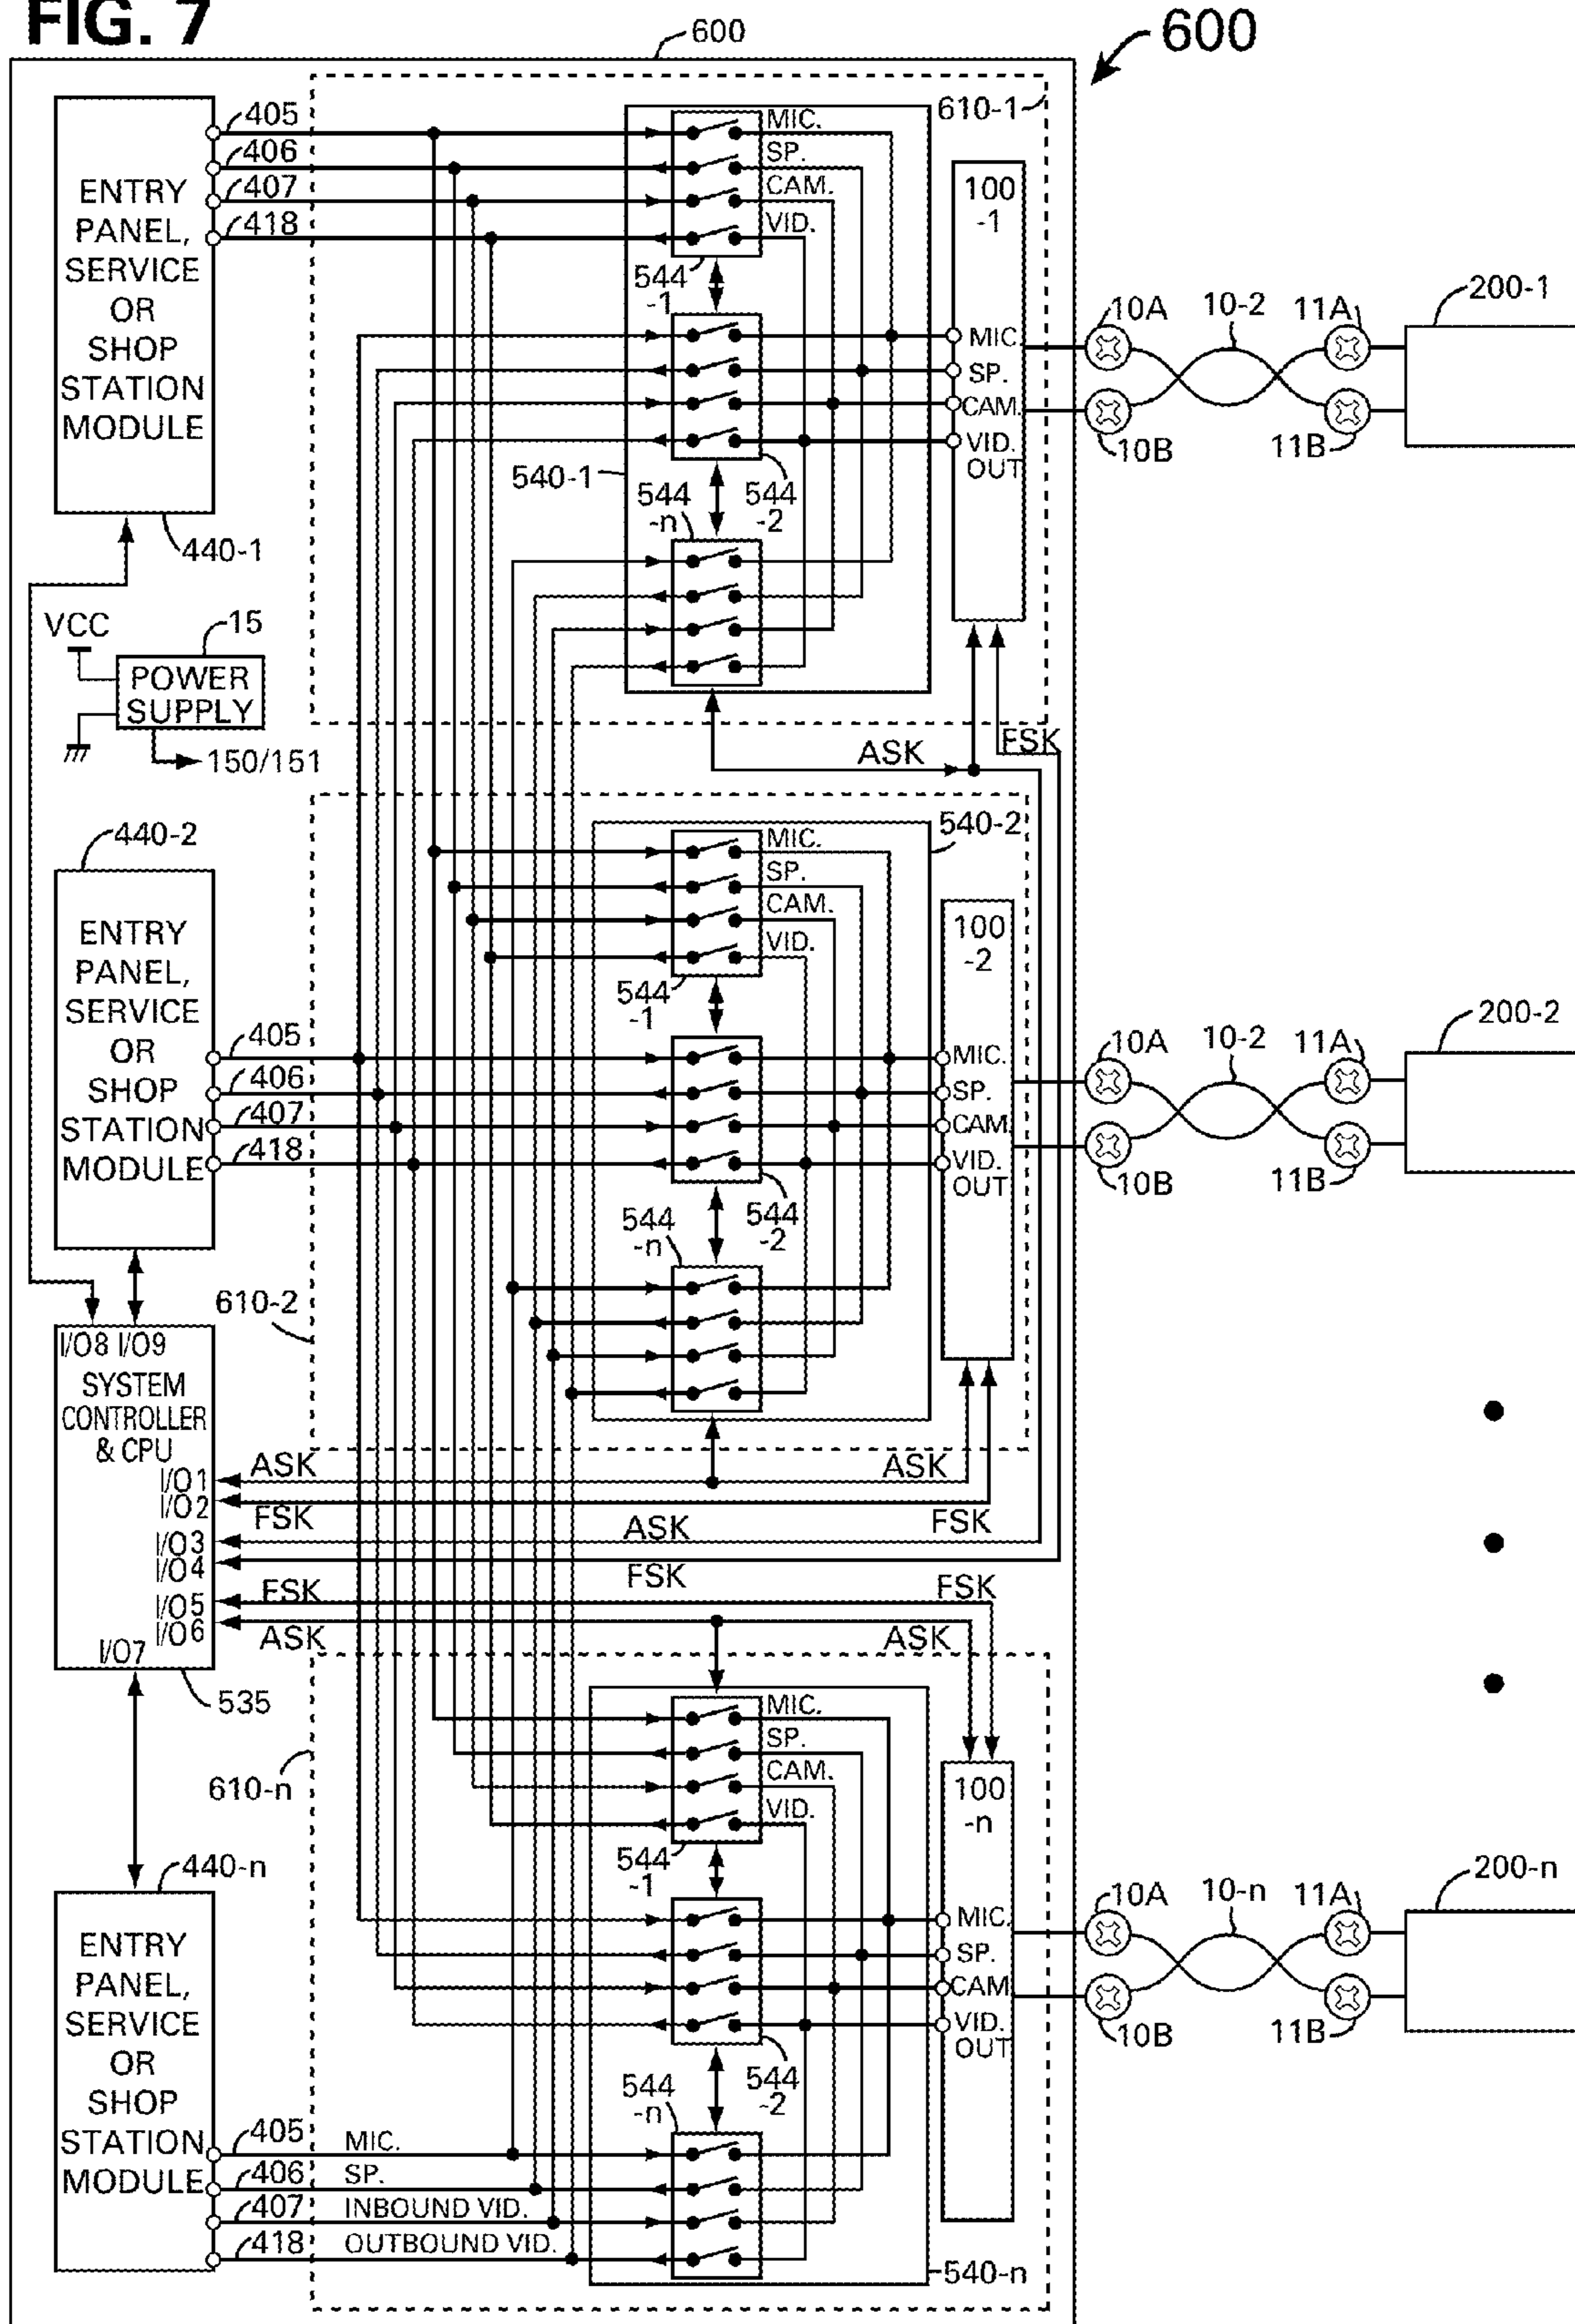 FIG. 7
600
600
610-1
405
406
407
418
ENTRY
PANEL,
SERVICE
OR
SHOP
STATION
MODULE
440-1
MIC.
SP.
CAM.
VID.
544
-1
540-1
544
-n
544
-2
100
-1
MIC.
SP.
CAM.
VID.
OUT
10A
10-2
11A
200-1
10B
11B
VCC
15
POWER
SUPPLY
150/151
ASK
FSK
440-2
ENTRY
PANEL,
SERVICE
OR
SHOP
STATION
MODULE
405
406
407
418
540-2
MIC.
SP.
CAM.
VID.
544
-1
544
-n
544
-2
100
-2
MIC.
SP.
CAM.
VID.
OUT
10A
10-2
11A
200-2
10B
11B
610-2
I/O8 I/O9
SYSTEM
CONTROLLER
& CPU
I/O1
I/O2
I/O3
I/O4
I/O5
I/O6
I/O7
535
ASK
ASK
FSK
FSK
ASK
FSK
FSK
FSK
ASK
ASK
610-n
440-n
ENTRY
PANEL,
SERVICE
OR
SHOP
STATION
MODULE
405
406
407
418
MIC.
SP.
INBOUND VID.
OUTBOUND VID.
MIC.
SP.
CAM.
VID.
544
-1
544
-n
544
-2
100
-n
MIC.
SP.
CAM
VID.
OUT
540-n
10A
10-n
11A
200-n
10B
11B